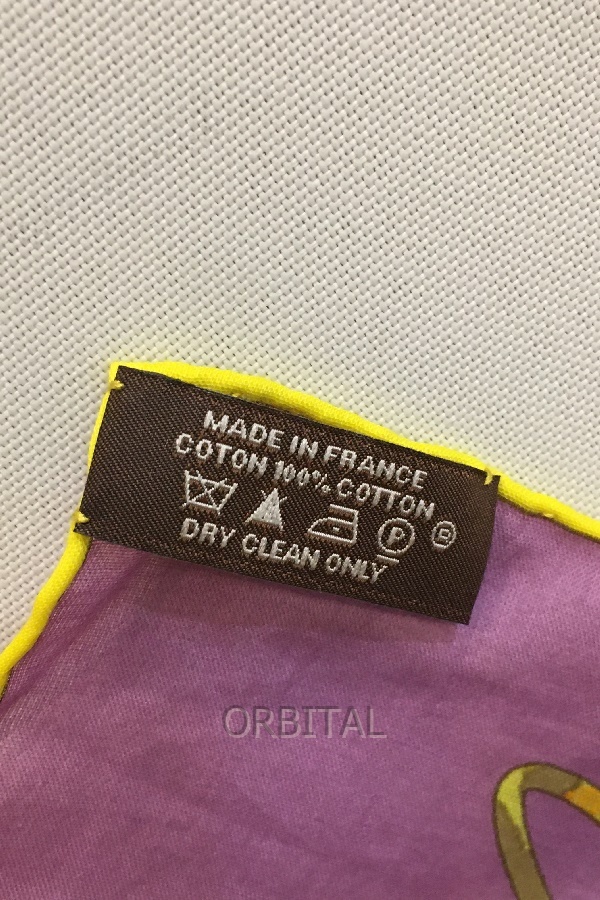 MADE IN FRANCE
COTON 100% COTTON
P
DRY CLEAN ONLY
ORBITAL